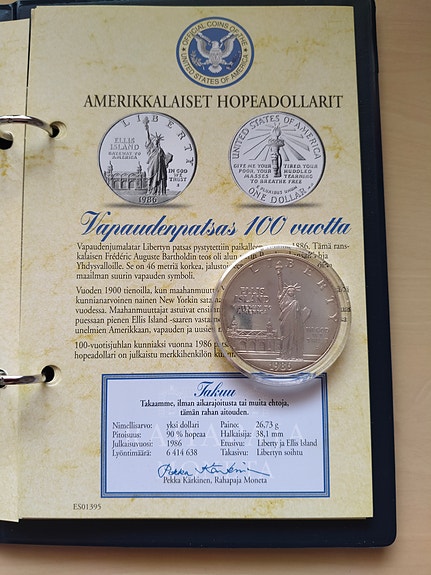 OFFICIAL COINS OF THE
UNITED STATES OF AMERICA
AMERIKKALAISET HOPEADOLLARIT
LIBERTY
ELLIS
ISLAND
GATEWAY TO
AMERICA
IN GOD
WE
TRUST
S
1986
UNITED STATES OF AMERICA
GIVE ME YOUR TIRED, YOUR
POOR, YOUR HUDDLED
MASSES YEARNING
TO BREATHE FREE
E PLURIBUS UNUM
ONE DOLLAR
Vapaudenpatsas 100 vuotta
Vapaudenjumalatar Libertyn patsas pystytettiin paikalleen 1886. Tämä rans-
kalaisen Frédéric Auguste Bartholdin teos oli alun
Yhdysvalloille. Se on 46 metriä korkea, jalustoi
maailman suurin vapauden symboli.
Vuoden 1900 tienoilla, kun maahanmuutt
kunnianarvoinen nainen New Yorkin sata
vuodessa. Maahanmuuttajat astuivat ensi
puessaan pienen Ellis Island -saaren vasta
unelmien Amerikkaan, vapauden ja uusie
100-vuotisjuhlan kunniaksi vuonna 1986
hopeadollari on julkaistu merkkihenkilön kunni
LIBERTY
ELLIS
ISLAND
1986
Takuu
Takaamme, ilman aikarajoitusta tai muita ehtoja,
tämän rahan aitouden.
Nimellisarvo: yksi dollari Paino: 26,73 g
Pitoisuus: 90 % hopeaa Halkaisija: 38,1 mm
Julkaisuvuosi: 1986 Etusivu: Liberty ja Ellis Island
Lyöntimäärä: 6 414 638 Takasivu: Libertyn soihtu
Pekka Kärkinen
Pekka Kärkinen, Rahapaja Moneta
ES01395